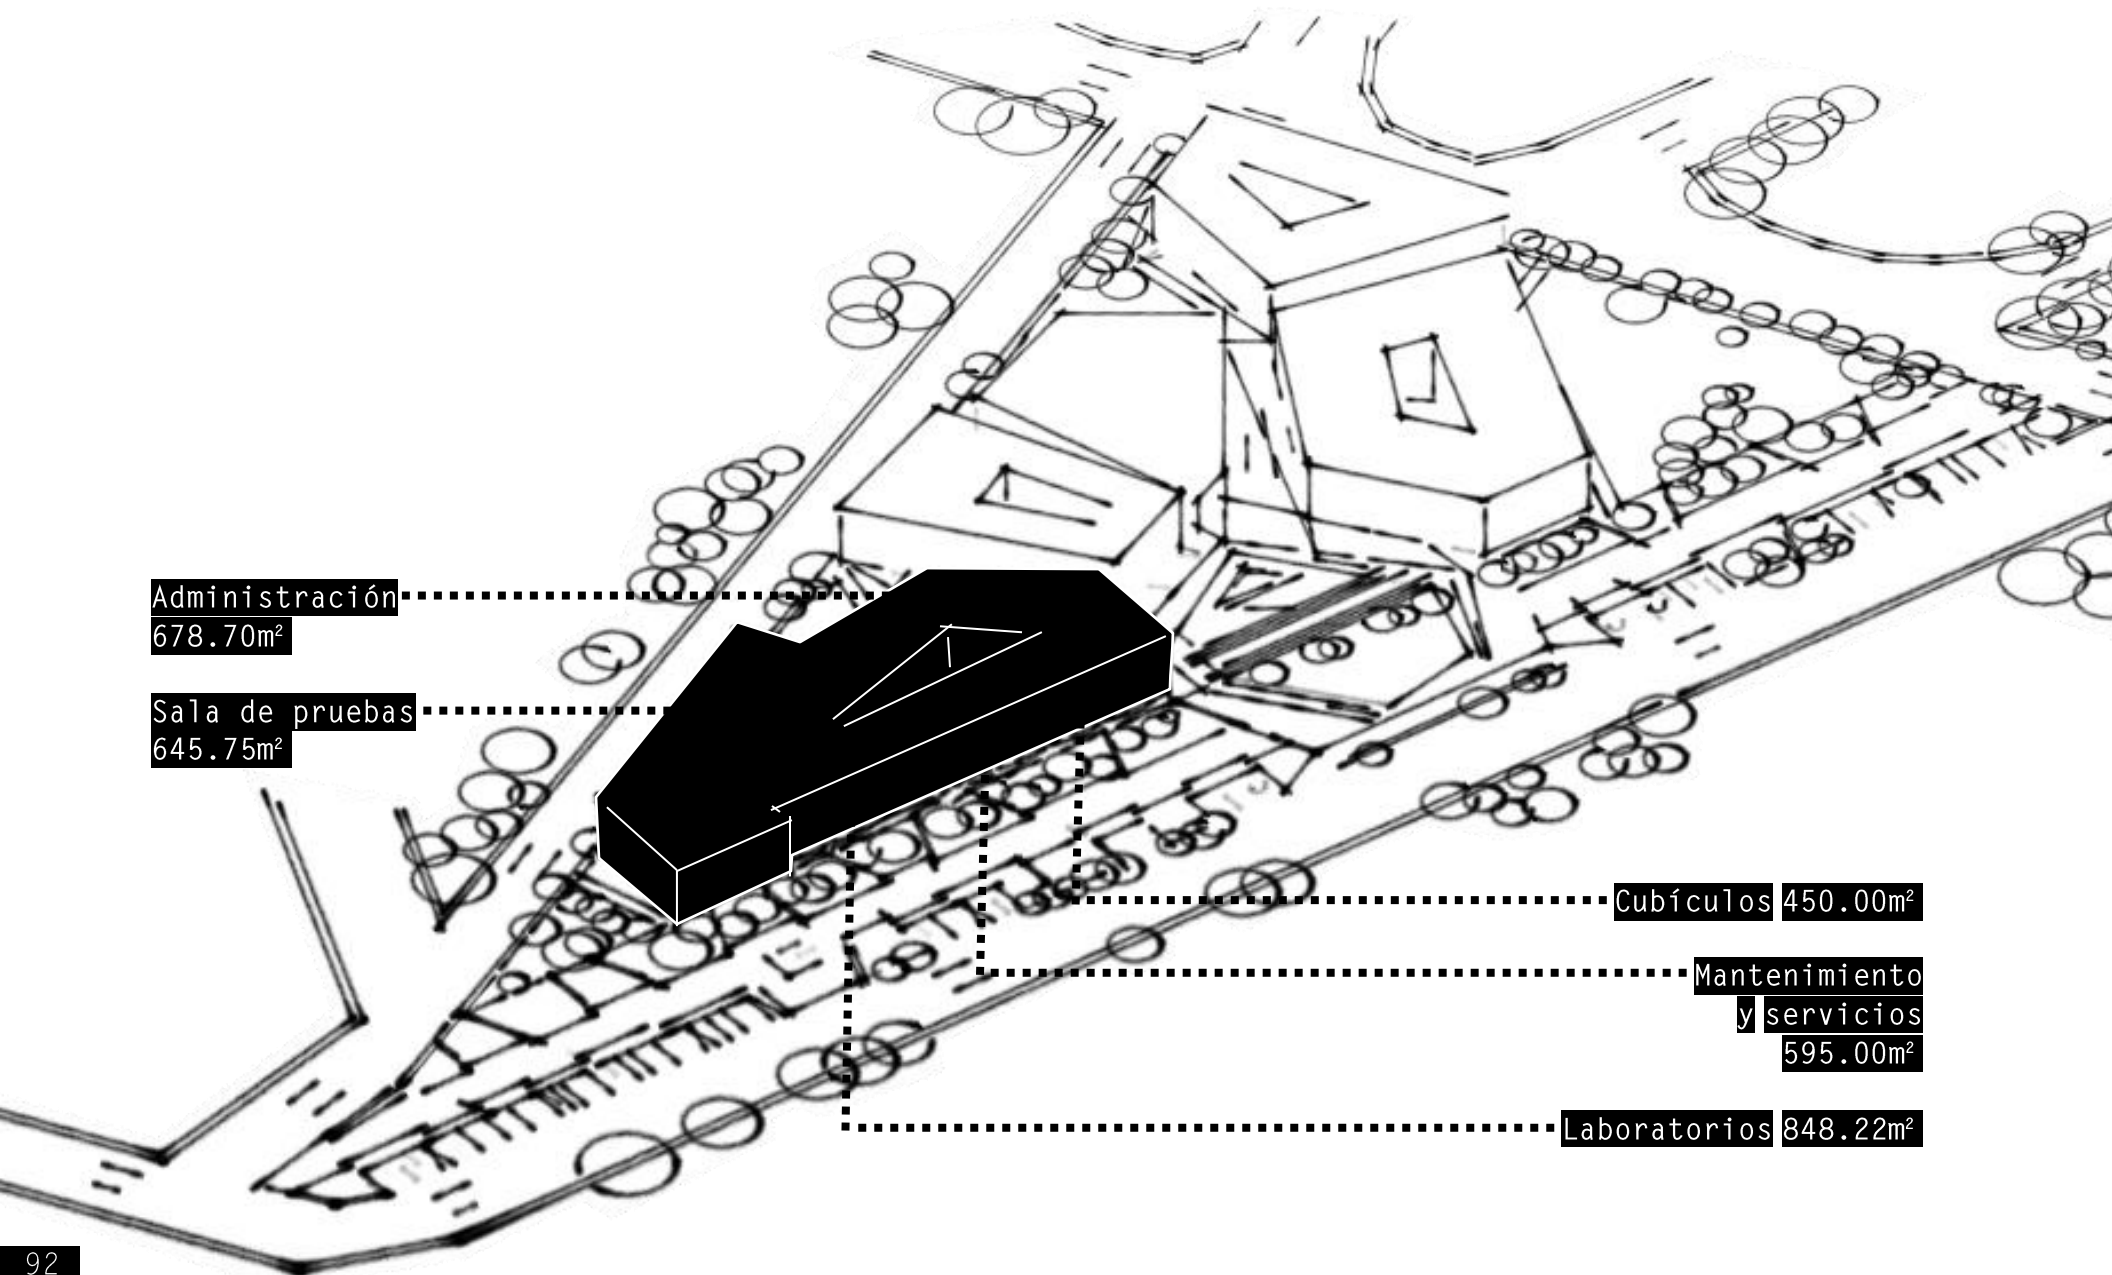 Administración
678.70m²
Sala de pruebas
645.75m²
Cubículos 450.00m²
Mantenimiento
y servicios
595.00m²
Laboratorios 848.22m²
92